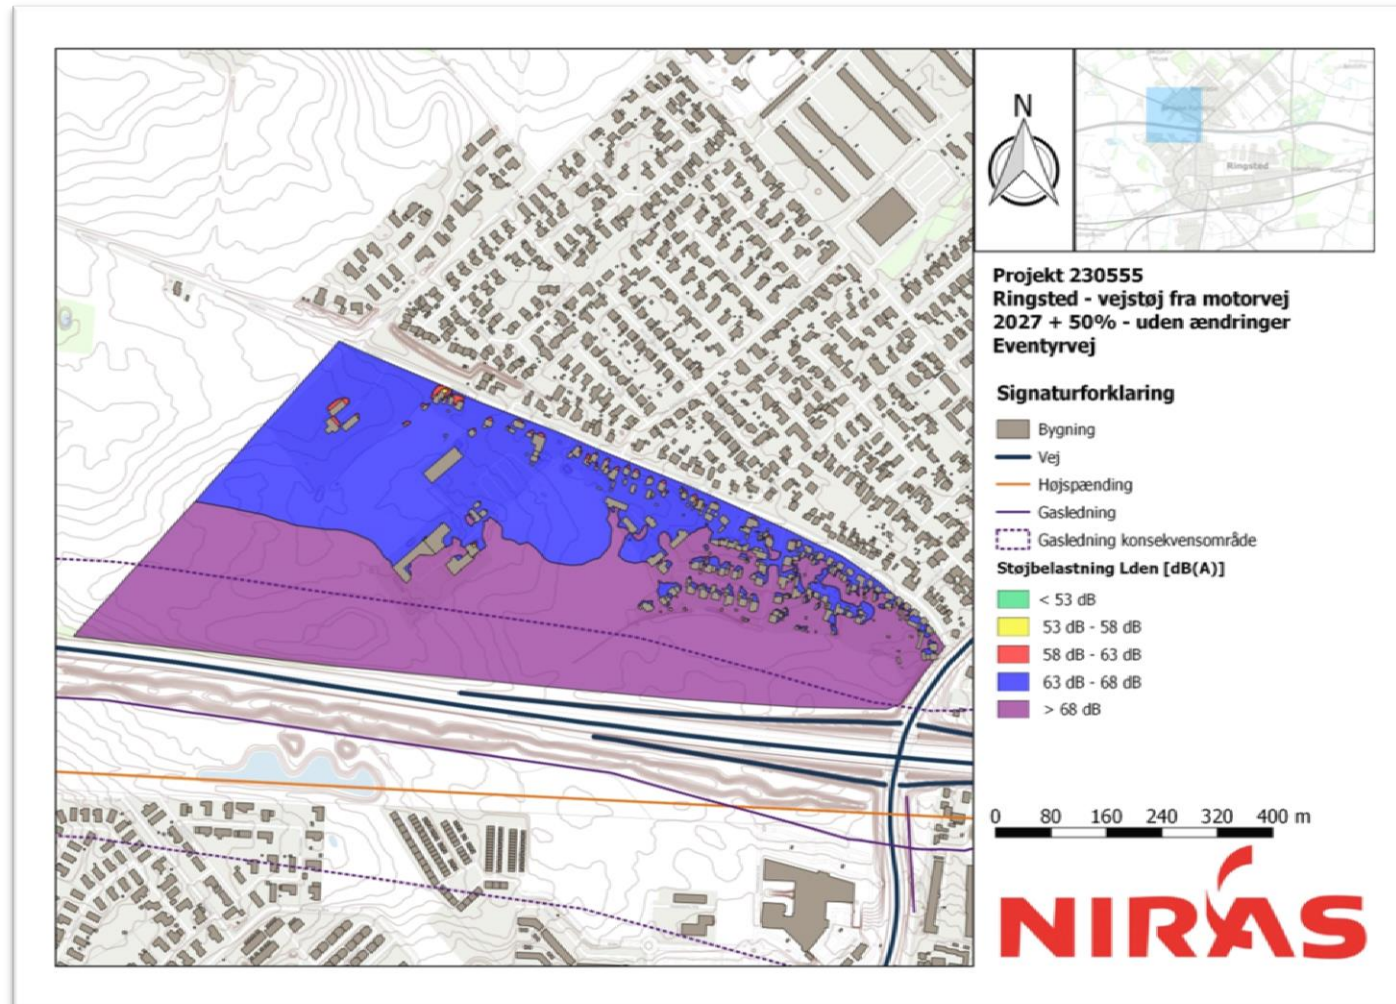 N
Ringsted
Projekt 230555
Ringsted - vejstøj fra motorvej
2027 + 50% - uden ændringer
Eventyrvej
Signaturforklaring
Bygning
Vej
Højspænding
Gasledning
Gasledning konsekvensområde
Støjbelastning Lden [dB(A)]
< 53 dB
53 dB - 58 dB
58 dB - 63 dB
63 dB - 68 dB
> 68 dB
0 80 160 240 320 400 m
NIRAS